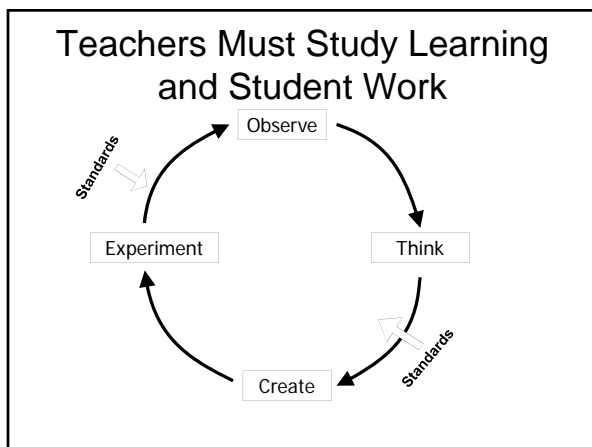 Teachers Must Study Learning
and Student Work
Observe
Standards
Experiment
Think
Standards
Create